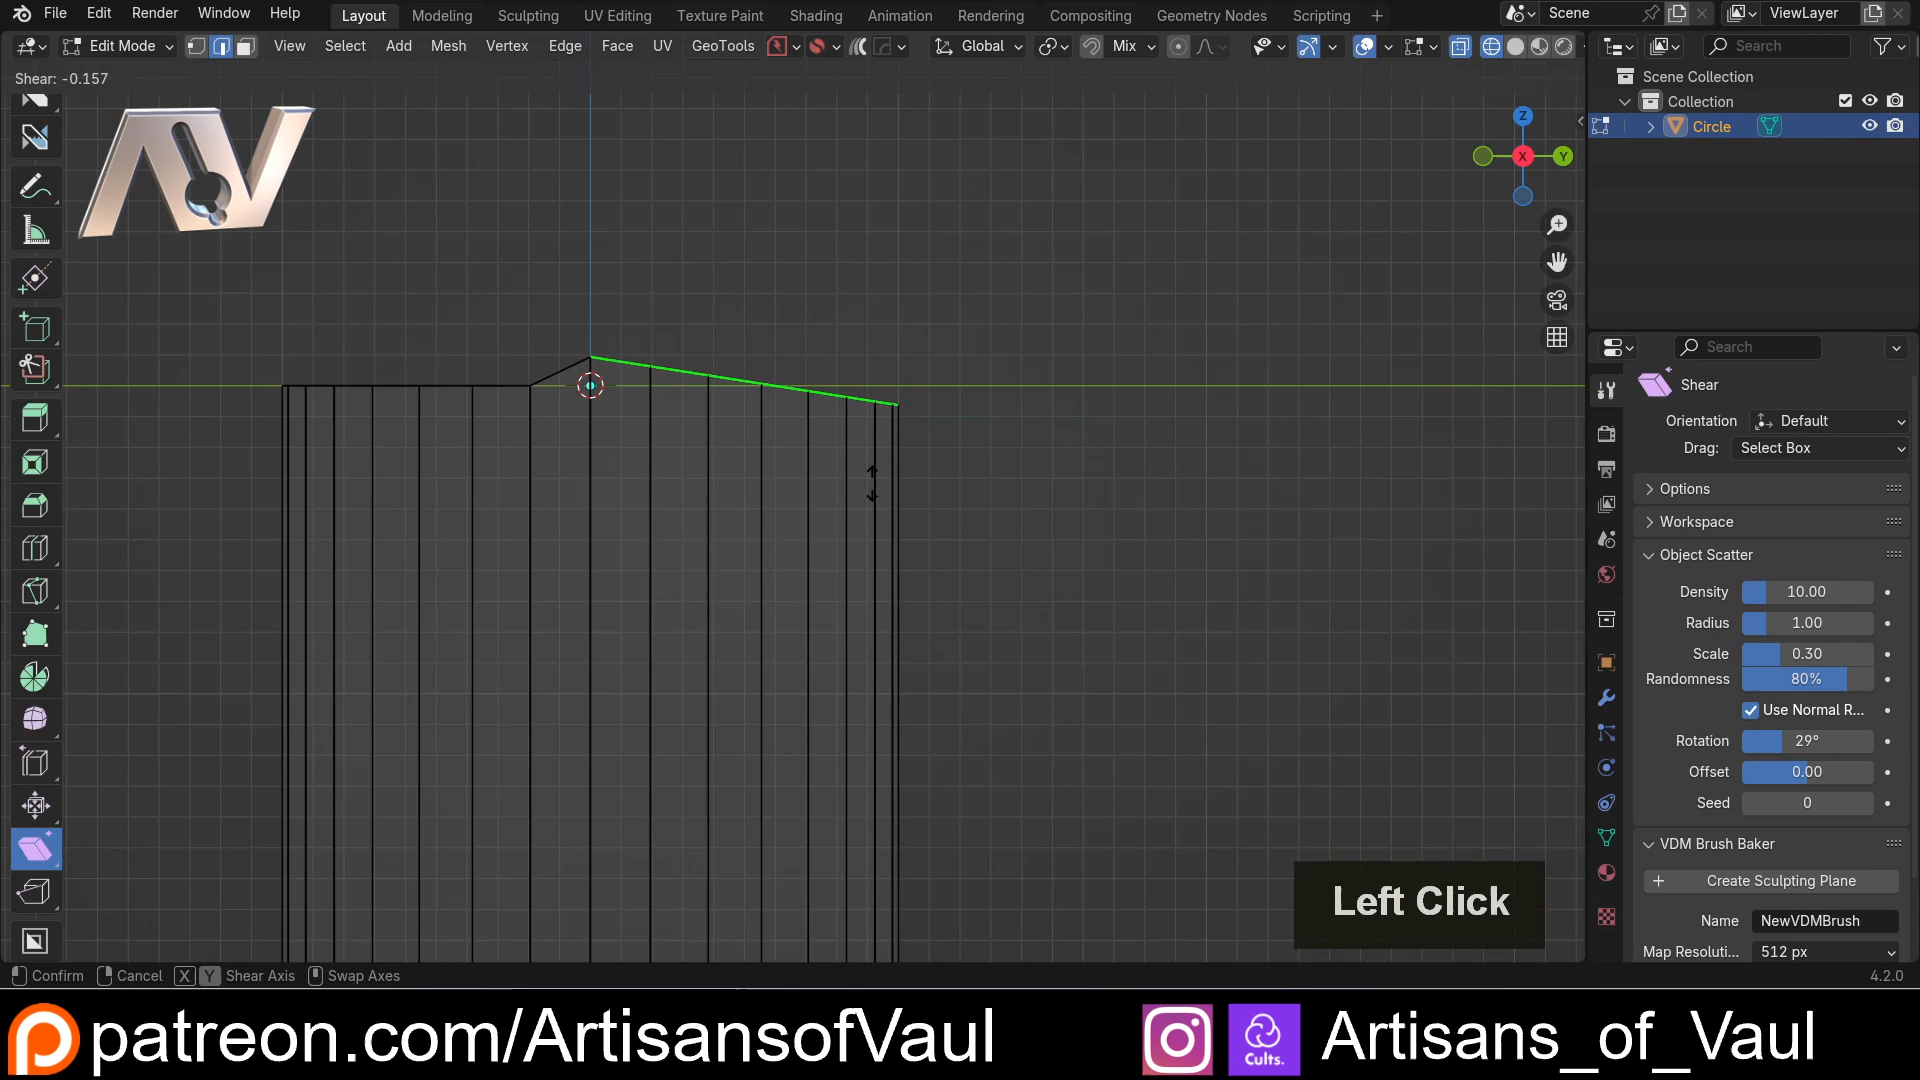 File Edit Render Window Help Layout Modeling Sculpting UV Editing Texture Paint Shading Animation Rendering Compositing Geometry Nodes Scripting + Scene ViewLayer
Edit Mode View Select Add Mesh Vertex Edge Face UV GeoTools Global Mix Search
Shear: -0.157
Scene Collection
Collection
Circle
Z
X
Y
Search
Shear
Orientation Default
Drag: Select Box
Options
Workspace
Object Scatter
Density 10.00
Radius 1.00
Scale 0.30
Randomness 80%
Use Normal R...
Rotation 29°
Offset 0.00
Seed 0
VDM Brush Baker
+ Create Sculpting Plane
Name NewVDMBrush
Map Resoluti... 512 px
Left Click
Confirm Cancel X Y Shear Axis Swap Axes 4.2.0
patreon.com/ArtisansofVaul Cults. Artisans_of_Vaul